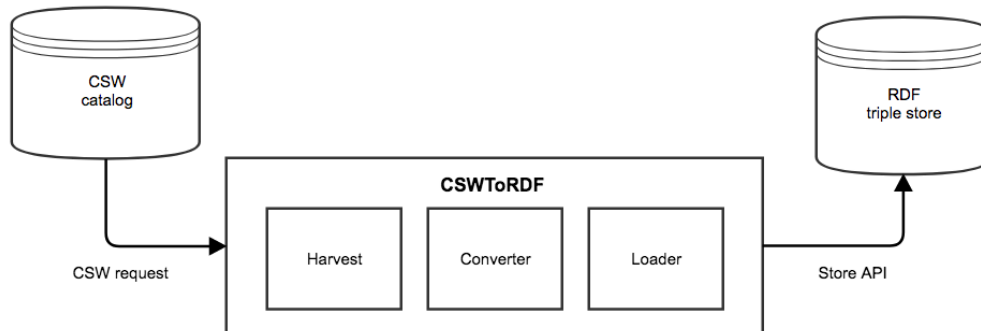 CSW
catalog
RDF
triple store
CSWToRDF
Harvest
Converter
Loader
CSW request
Store API